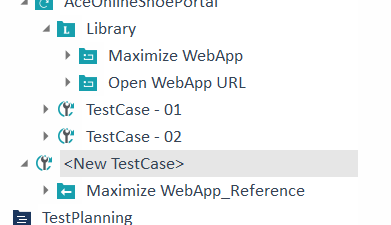 AceOnlineShoePortal
Library
Maximize WebApp
Open WebApp URL
TestCase - 01
TestCase - 02
<New TestCase>
Maximize WebApp_Reference
TestPlanning